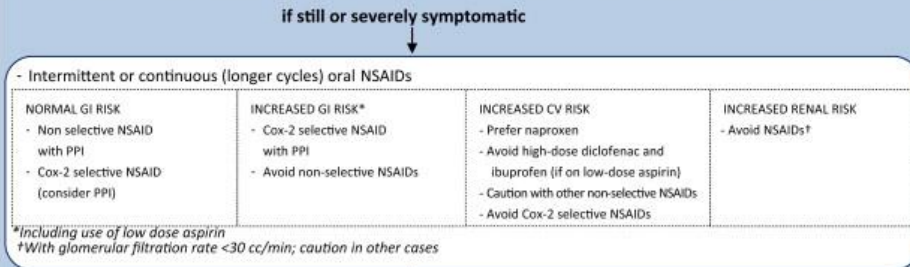 if still or severely symptomatic
- Intermittent or continuous (longer cycles) oral NSAIDs
NORMAL GI RISK
- Non selective NSAID
with PPI
- Cox-2 selective NSAID
(consider PPI)
INCREASED GI RISK*
- Cox-2 selective NSAID
with PPI
- Avoid non-selective NSAIDs
INCREASED CV RISK
- Prefer naproxen
- Avoid high-dose diclofenac and
ibuprofen (if on low-dose aspirin)
- Caution with other non-selective NSAIDs
- Avoid Cox-2 selective NSAIDs
INCREASED RENAL RISK
- Avoid NSAIDs†
*Including use of low dose aspirin
†With glomerular filtration rate <30 cc/min; caution in other cases